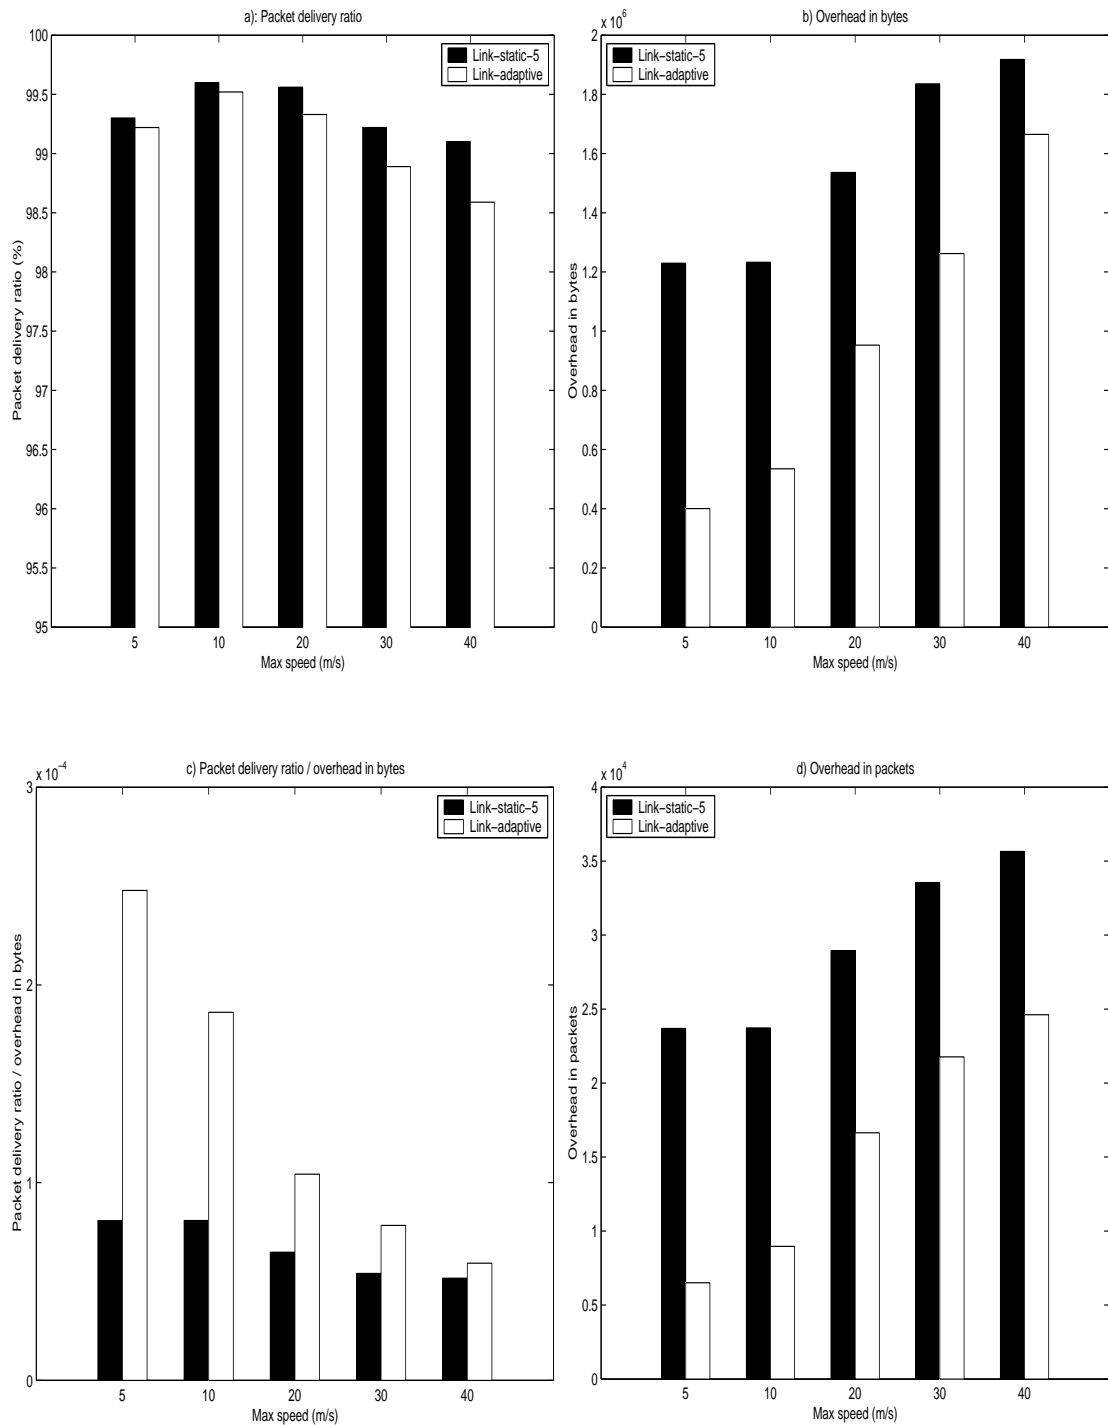 a): Packet delivery ratio
100
99.5
99
98.5
98
97.5
97
96.5
96
95.5
95
Packet delivery ratio (%)
Link−static−5
Link−adaptive
5 10 20 30 40
Max speed (m/s)
b) Overhead in bytes
x 10^6
2
1.8
1.6
1.4
1.2
1
0.8
0.6
0.4
0.2
0
Overhead in bytes
Link−static−5
Link−adaptive
5 10 20 30 40
Max speed (m/s)
c) Packet delivery ratio / overhead in bytes
x 10^−4
3
2
1
0
Packet delivery ratio / overhead in bytes
Link−static−5
Link−adaptive
5 10 20 30 40
Max speed (m/s)
d) Overhead in packets
x 10^4
4
3.5
3
2.5
2
1.5
1
0.5
0
Overhead in packets
Link−static−5
Link−adaptive
5 10 20 30 40
Max speed (m/s)